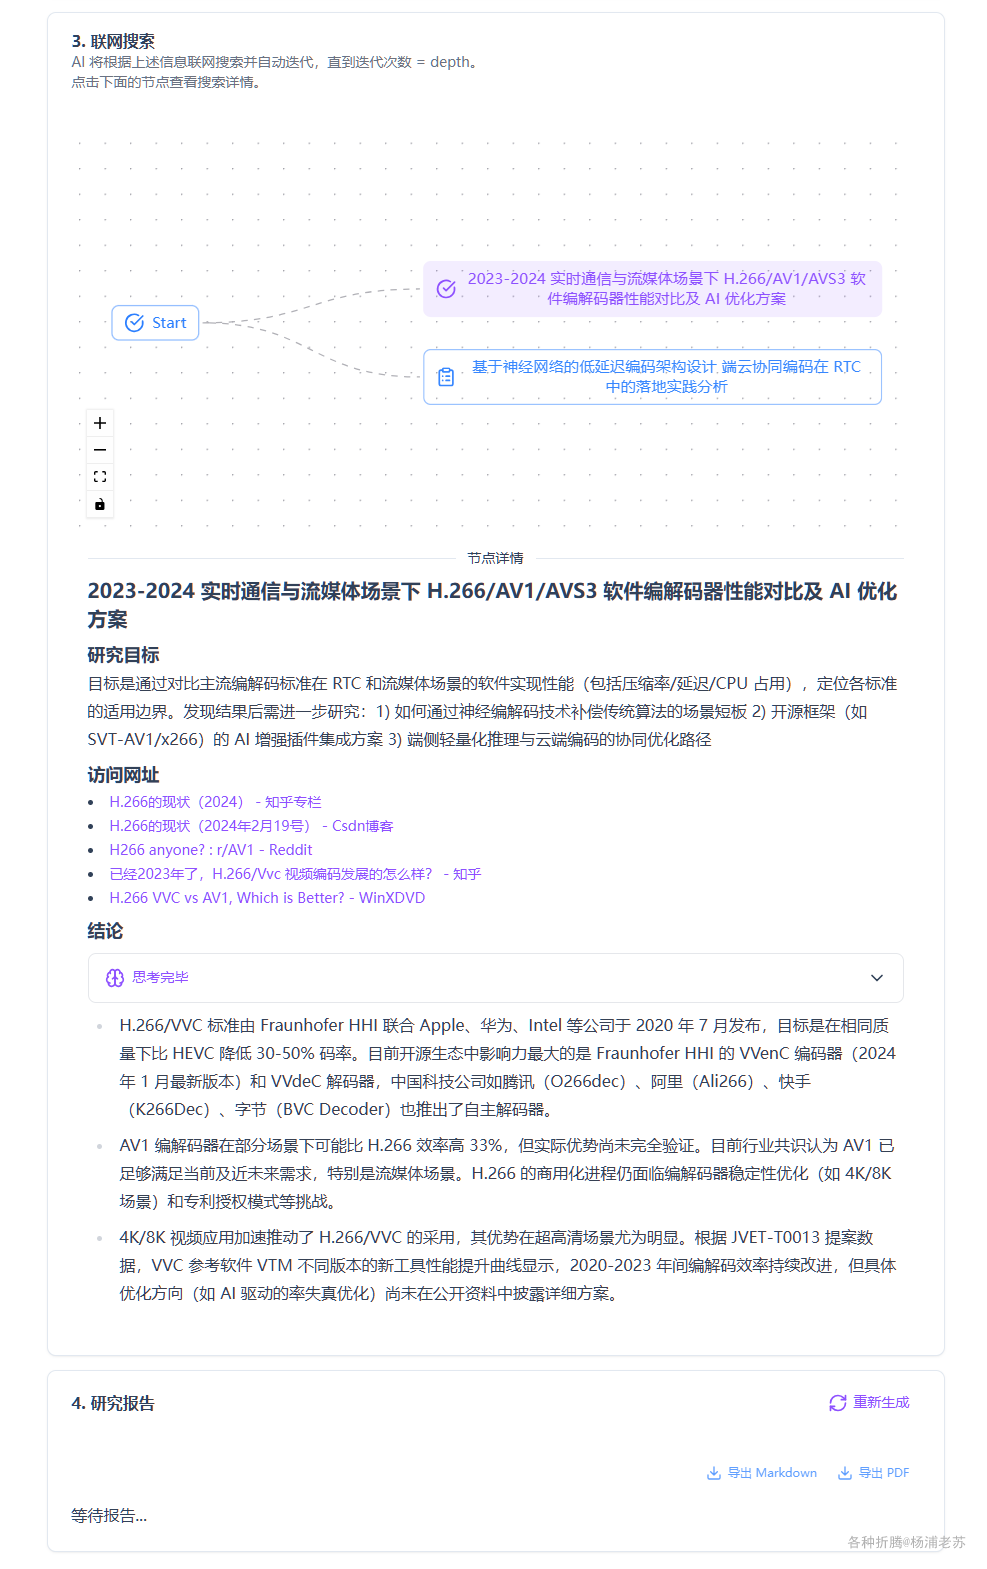 3. 联网搜索
AI 将根据上述信息联网搜索并自动迭代，直到迭代次数 = depth。
点击下面的节点查看搜索详情。
2023-2024 实时通信与流媒体场景下 H.266/AV1/AVS3 软
件编解码器性能对比及 AI 优化方案
Start
基于神经网络的低延迟编码架构设计 端云协同编码在 RTC
中的落地实践分析
节点详情
2023-2024 实时通信与流媒体场景下 H.266/AV1/AVS3 软件编解码器性能对比及 AI 优化
方案
研究目标
目标是通过对比主流编解码标准在 RTC 和流媒体场景的软件实现性能（包括压缩率/延迟/CPU 占用），定位各标准
的适用边界。发现结果后需进一步研究：1) 如何通过神经编解码技术补偿传统算法的场景短板 2) 开源框架（如
SVT-AV1/x266）的 AI 增强插件集成方案 3) 端侧轻量化推理与云端编码的协同优化路径
访问网址
• H.266的现状（2024） - 知乎专栏
• H.266的现状（2024年2月19号） - Csdn博客
• H266 anyone? : r/AV1 - Reddit
• 已经2023年了，H.266/Vvc 视频编码发展的怎么样？ - 知乎
• H.266 VVC vs AV1, Which is Better? - WinXDVD
结论
思考完毕
• H.266/VVC 标准由 Fraunhofer HHI 联合 Apple、华为、Intel 等公司于 2020 年 7 月发布，目标是在相同质
量下比 HEVC 降低 30-50% 码率。目前开源生态中影响力最大的是 Fraunhofer HHI 的 VVenC 编码器（2024
年 1 月最新版本）和 VVdeC 解码器，中国科技公司如腾讯（O266dec）、阿里（Ali266）、快手
（K266Dec）、字节（BVC Decoder）也推出了自主解码器。
• AV1 编解码器在部分场景下可能比 H.266 效率高 33%，但实际优势尚未完全验证。目前行业共识认为 AV1 已
足够满足当前及近未来需求，特别是流媒体场景。H.266 的商用化进程仍面临编解码器稳定性优化（如 4K/8K
场景）和专利授权模式等挑战。
• 4K/8K 视频应用加速推动了 H.266/VVC 的采用，其优势在超高清场景尤为明显。根据 JVET-T0013 提案数
据，VVC 参考软件 VTM 不同版本的新工具性能提升曲线显示，2020-2023 年间编解码效率持续改进，但具体
优化方向（如 AI 驱动的率失真优化）尚未在公开资料中披露详细方案。
4. 研究报告
重新生成
导出 Markdown
导出 PDF
等待报告...
各种折腾@杨浦老苏